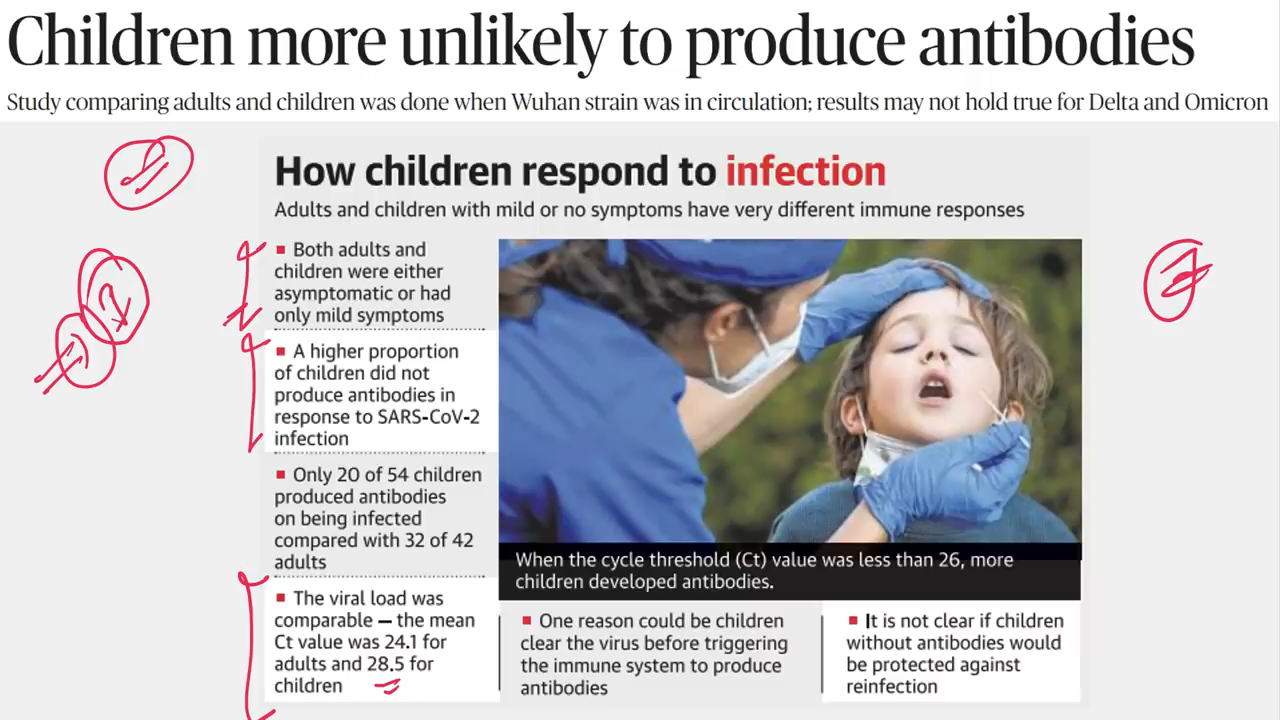 Children more unlikely to produce antibodies
Study comparing adults and children was done when Wuhan strain was in circulation; results may not hold true for Delta and Omicron
How children respond to infection
Adults and children with mild or no symptoms have very different immune responses
Both adults and
children were either
asymptomatic or had
only mild symptoms
A higher proportion
of children did not
produce antibodies in
response to SARS-CoV-2
infection
Only 20 of 54 children
produced antibodies
on being infected
compared with 32 of 42
adults
The viral load was
comparable — the mean
Ct value was 24.1 for
adults and 28.5 for
children
When the cycle threshold (Ct) value was less than 26, more
children developed antibodies.
One reason could be children
clear the virus before triggering
the immune system to produce
antibodies
It is not clear if children
without antibodies would
be protected against
reinfection